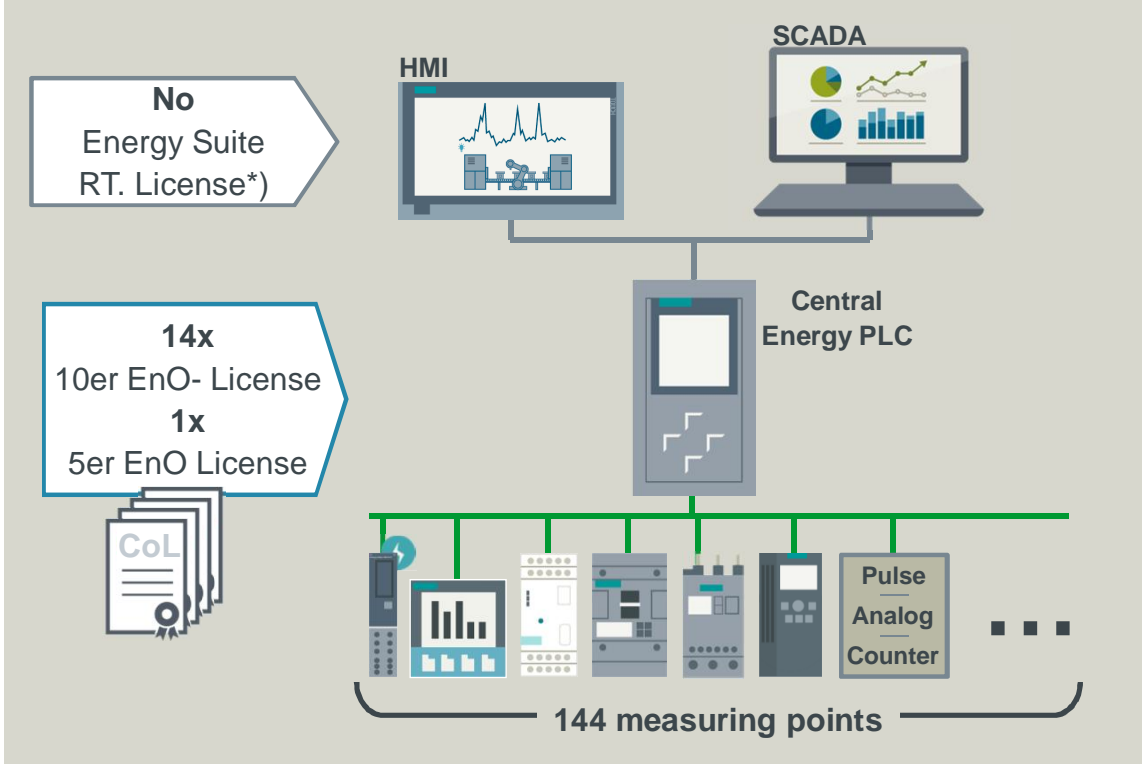 SCADA
HMI
No
Energy Suite
RT. License*)
Central
Energy PLC
14x
10er EnO- License
1x
5er EnO License
CoL
Pulse
Analog
Counter
144 measuring points